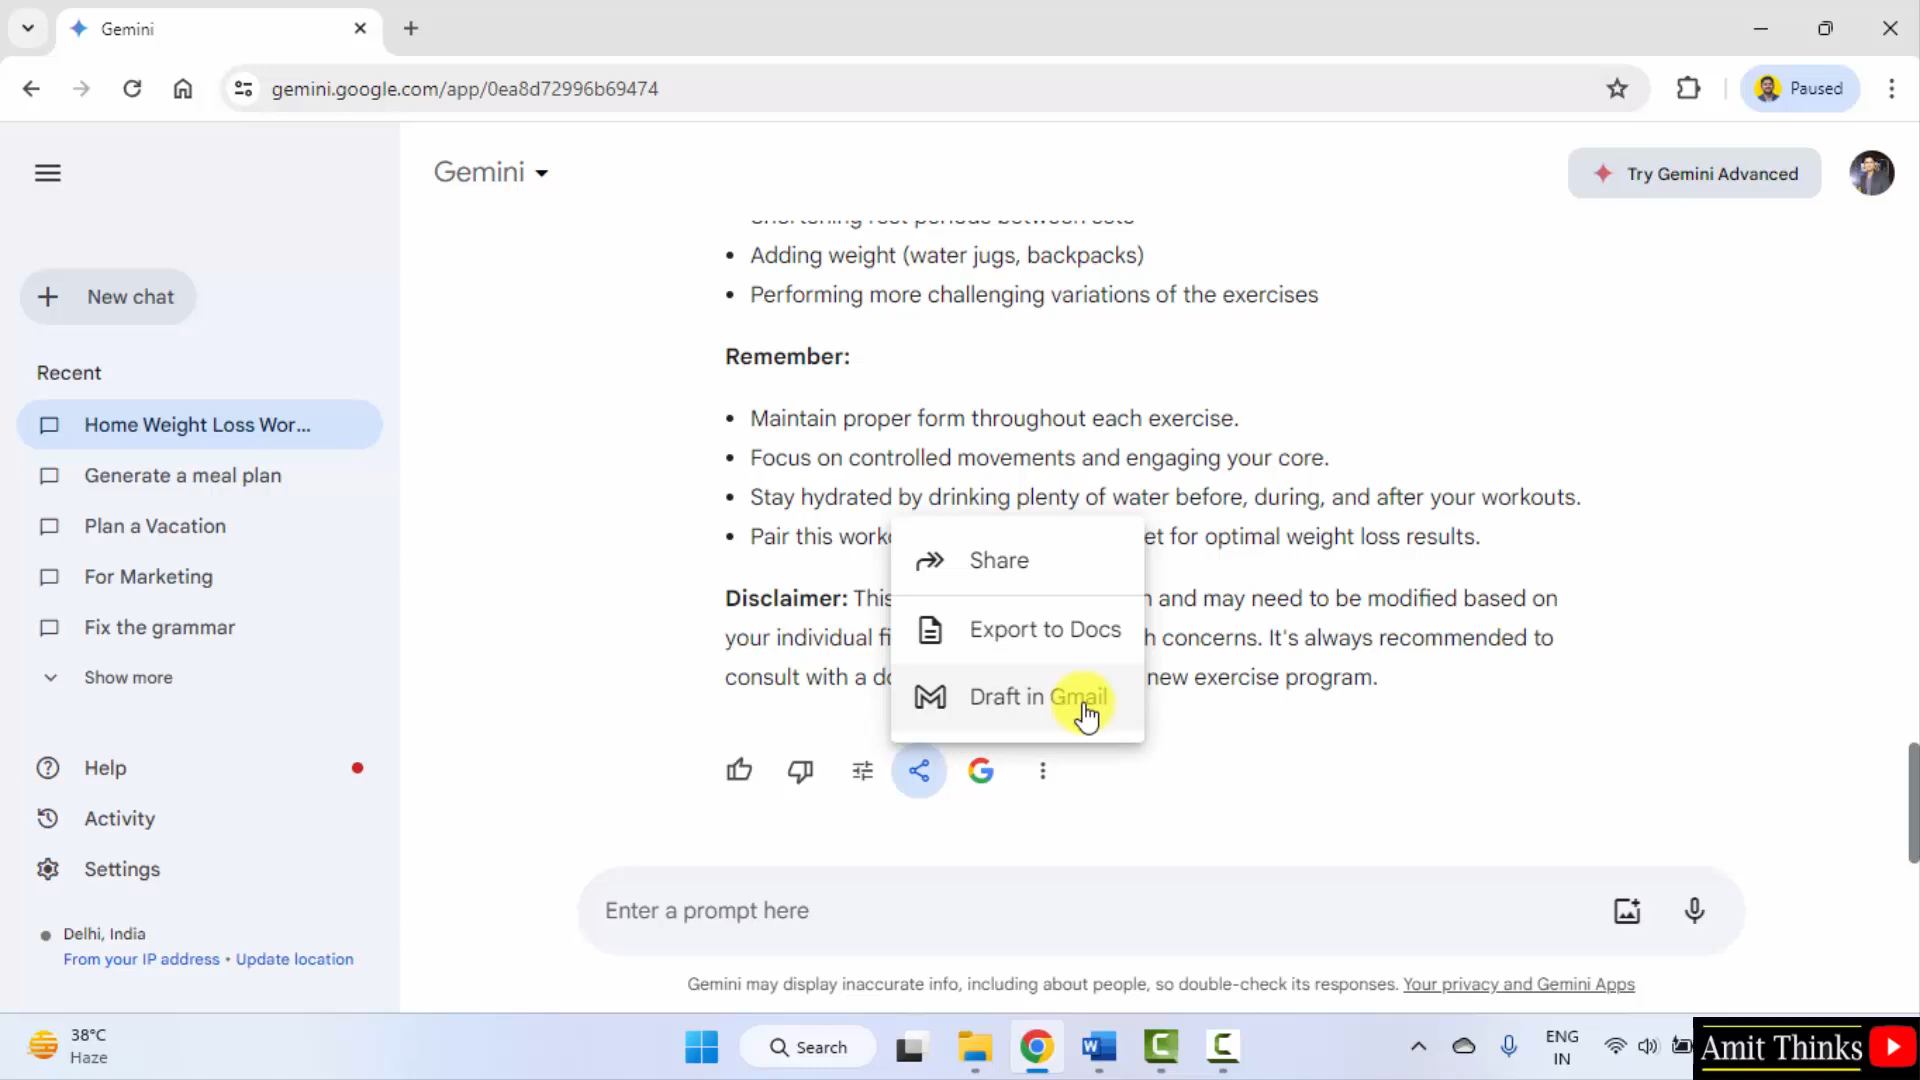 Gemini
gemini.google.com/app/0ea8d72996b69474
Paused
Gemini
Try Gemini Advanced
New chat
Recent
Home Weight Loss Wor...
Generate a meal plan
Plan a Vacation
For Marketing
Fix the grammar
Show more
Help
Activity
Settings
Delhi, India
From your IP address • Update location
Shortening rest periods between sets
• Adding weight (water jugs, backpacks)
• Performing more challenging variations of the exercises
Remember:
• Maintain proper form throughout each exercise.
• Focus on controlled movements and engaging your core.
• Stay hydrated by drinking plenty of water before, during, and after your workouts.
• Pair this for optimal weight loss results.
Disclaimer: This and may need to be modified based on
your individual concerns. It's always recommended to
consult with a new exercise program.
Share
Export to Docs
Draft in Gmail
Enter a prompt here
Gemini may display inaccurate info, including about people, so double-check its responses. Your privacy and Gemini Apps
38°C
Haze
Search
ENG
IN
Amit Thinks